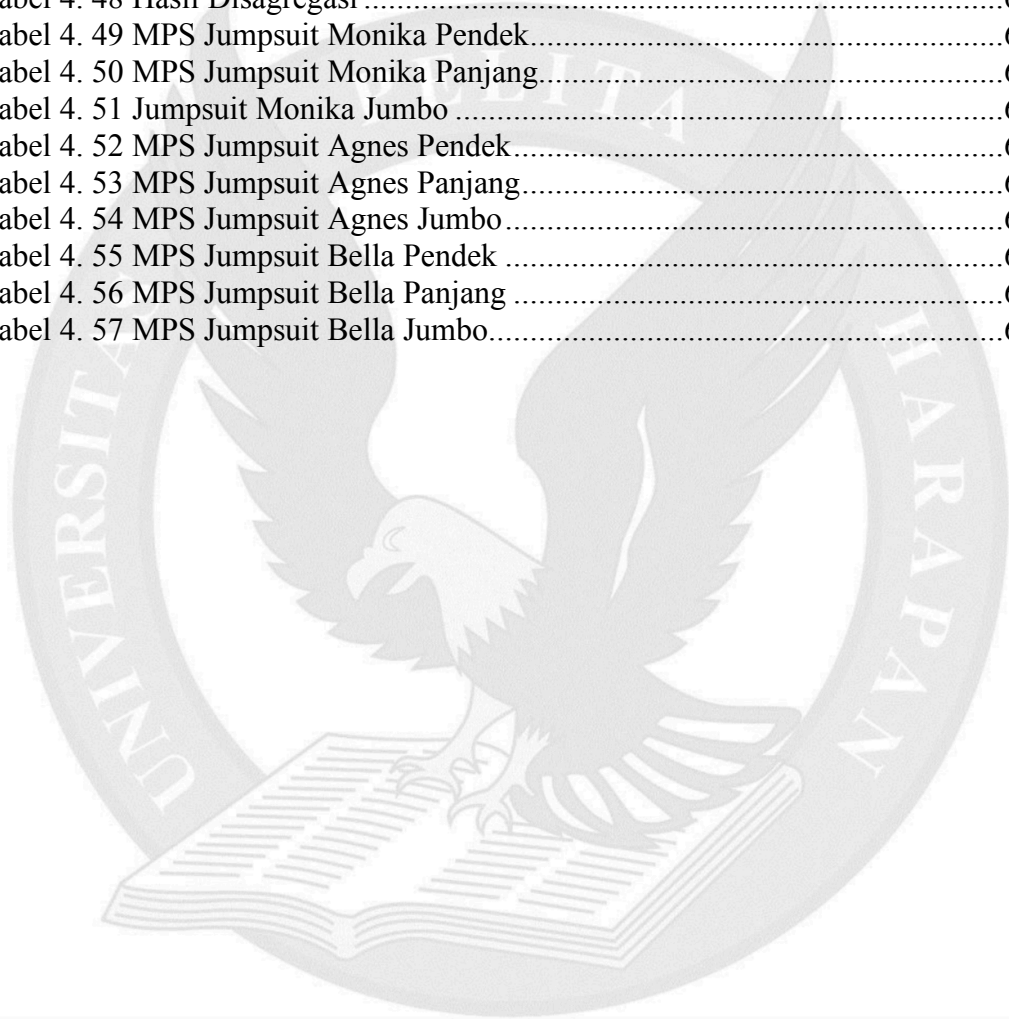 abel 4. 48 Hasil Disagregasi
abel 4. 49 MPS Jumpsuit Monika Pendek
abel 4. 50 MPS Jumpsuit Monika Panjang
abel 4. 51 Jumpsuit Monika Jumbo
abel 4. 52 MPS Jumpsuit Agnes Pendek
abel 4. 53 MPS Jumpsuit Agnes Panjang
abel 4. 54 MPS Jumpsuit Agnes Jumbo
abel 4. 55 MPS Jumpsuit Bella Pendek
abel 4. 56 MPS Jumpsuit Bella Panjang
abel 4. 57 MPS Jumpsuit Bella Jumbo
UNIVERSITAS PELITA HARAPAN